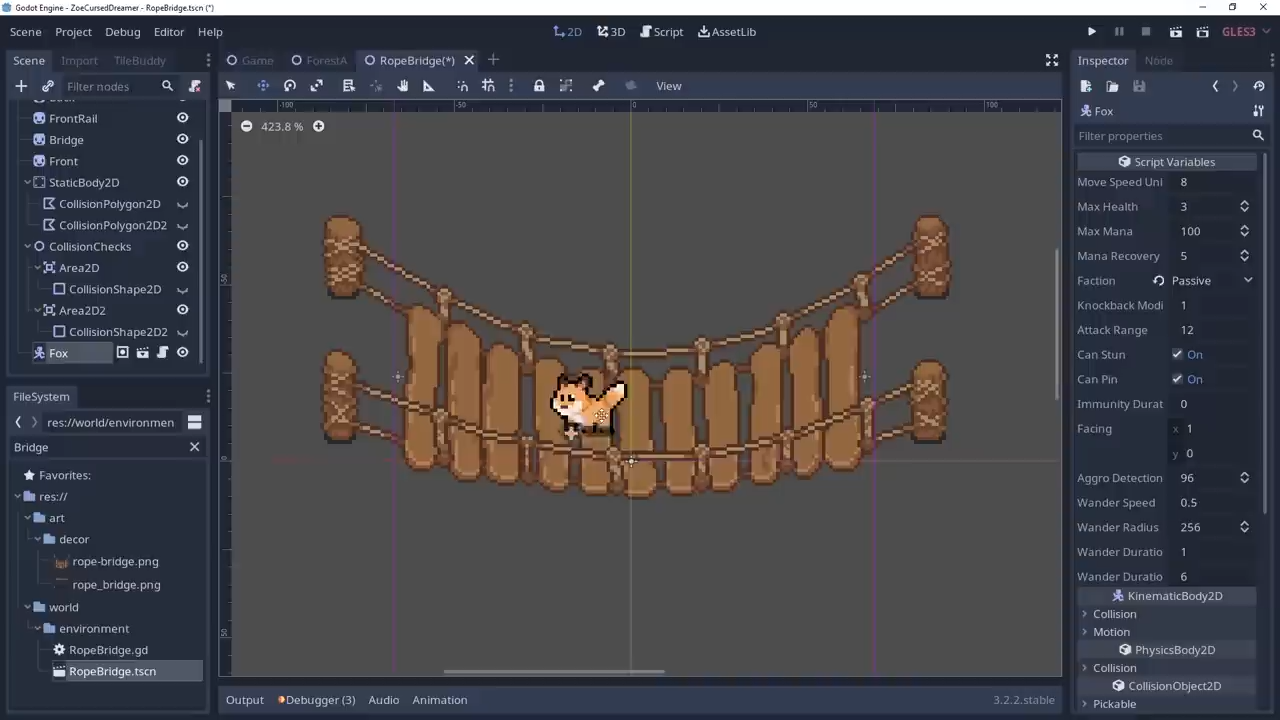 Godot Engine - ZoeCursedDreamer - RopeBridge.tscn (*)
Scene Project Debug Editor Help
2D 3D Script AssetLib
GLES3
Scene Import TileBuddy
Game ForestA RopeBridge(*)
Inspector Node
Filter nodes
View
-100 -50 0 50 100
423.8 %
Fox
Filter properties
FrontRail
Bridge
Front
StaticBody2D
CollisionPolygon2D
CollisionPolygon2D2
CollisionChecks
Area2D
CollisionShape2D
Area2D2
CollisionShape2D2
Fox
FileSystem
res://world/environmen
Bridge
Favorites:
res://
art
decor
rope-bridge.png
rope_bridge.png
world
environment
RopeBridge.gd
RopeBridge.tscn
Script Variables
Move Speed Uni 8
Max Health 3
Max Mana 100
Mana Recovery 5
Faction Passive
Knockback Modi 1
Attack Range 12
Can Stun On
Can Pin On
Immunity Durat 0
Facing x 1
y 0
Aggro Detection 96
Wander Speed 0.5
Wander Radius 256
Wander Duratio 1
Wander Duratio 6
KinematicBody2D
Collision
Motion
PhysicsBody2D
Collision
CollisionObject2D
Pickable
Output Debugger (3) Audio Animation
3.2.2.stable